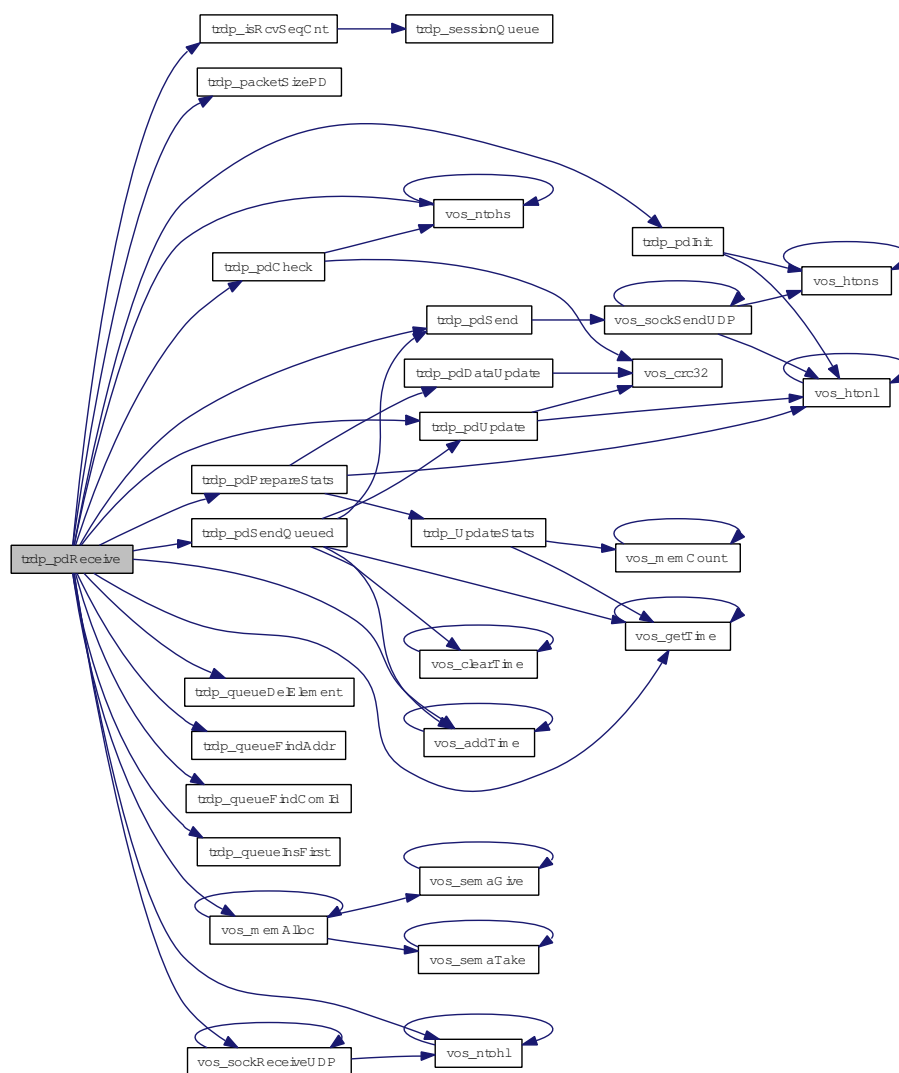 trdp_isRcvSeqCnt
trdp_sessionQueue
trdp_packetSizePD
vos_ntohs
trdp_pdInit
trdp_pdCheck
vos_htons
trdp_pdSend
vos_sockSendUDP
trdp_pdDataUpdate
vos_crc32
vos_htonl
trdp_pdUpdate
trdp_pdPrepareStats
trdp_pdSendQueued
trdp_UpdateStats
trdp_pdReceive
vos_memCount
vos_getTime
vos_clearTime
trdp_queueDelElement
trdp_queueFindAddr
vos_addTime
trdp_queueFindComId
trdp_queueInsFirst
vos_semaGive
vos_memAlloc
vos_semaTake
vos_ntohl
vos_sockReceiveUDP